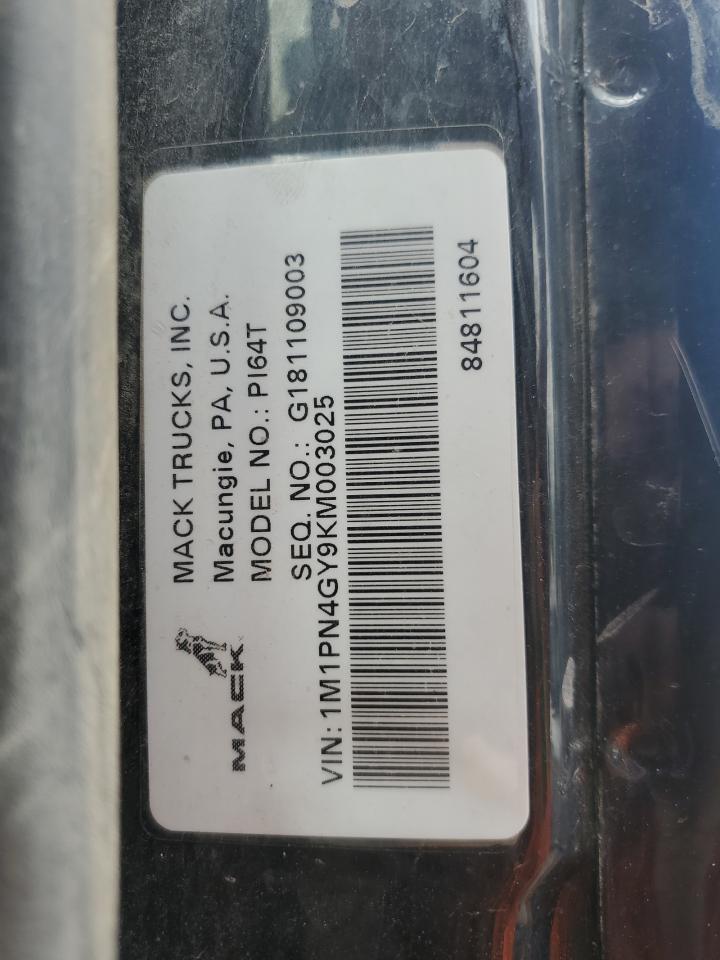 MACK
MACK TRUCKS, INC.
Macungie, PA, U.S.A.
MODEL NO.: PI64T
SEQ. NO.: G181109003
VIN: 1M1PN4GY9KM003025
84811604